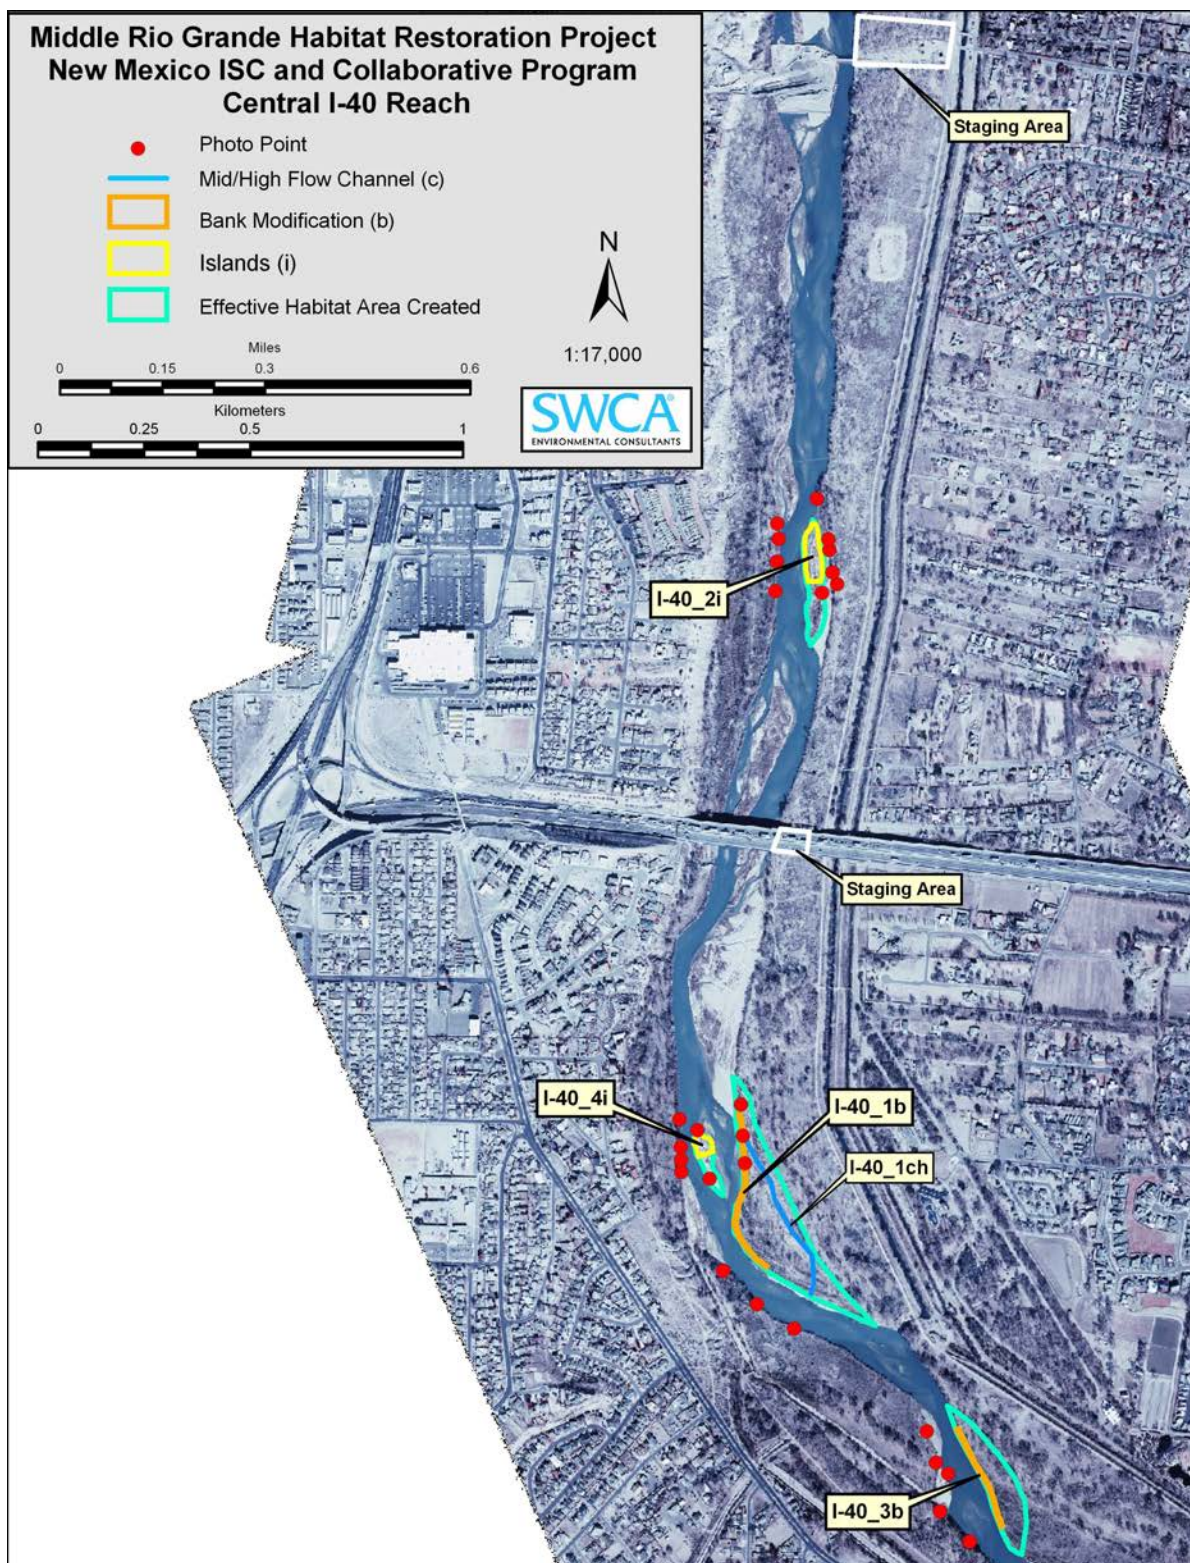 Middle Rio Grande Habitat Restoration Project
New Mexico ISC and Collaborative Program
Central I-40 Reach
Photo Point
Mid/High Flow Channel (c)
Bank Modification (b)
Islands (i)
Effective Habitat Area Created
N
1:17,000
Miles
0 0.15 0.3 0.6
Kilometers
0 0.25 0.5 1
SWCA®
ENVIRONMENTAL CONSULTANTS
Staging Area
I-40_2i
Staging Area
I-40_4i
I-40_1b
I-40_1ch
I-40_3b